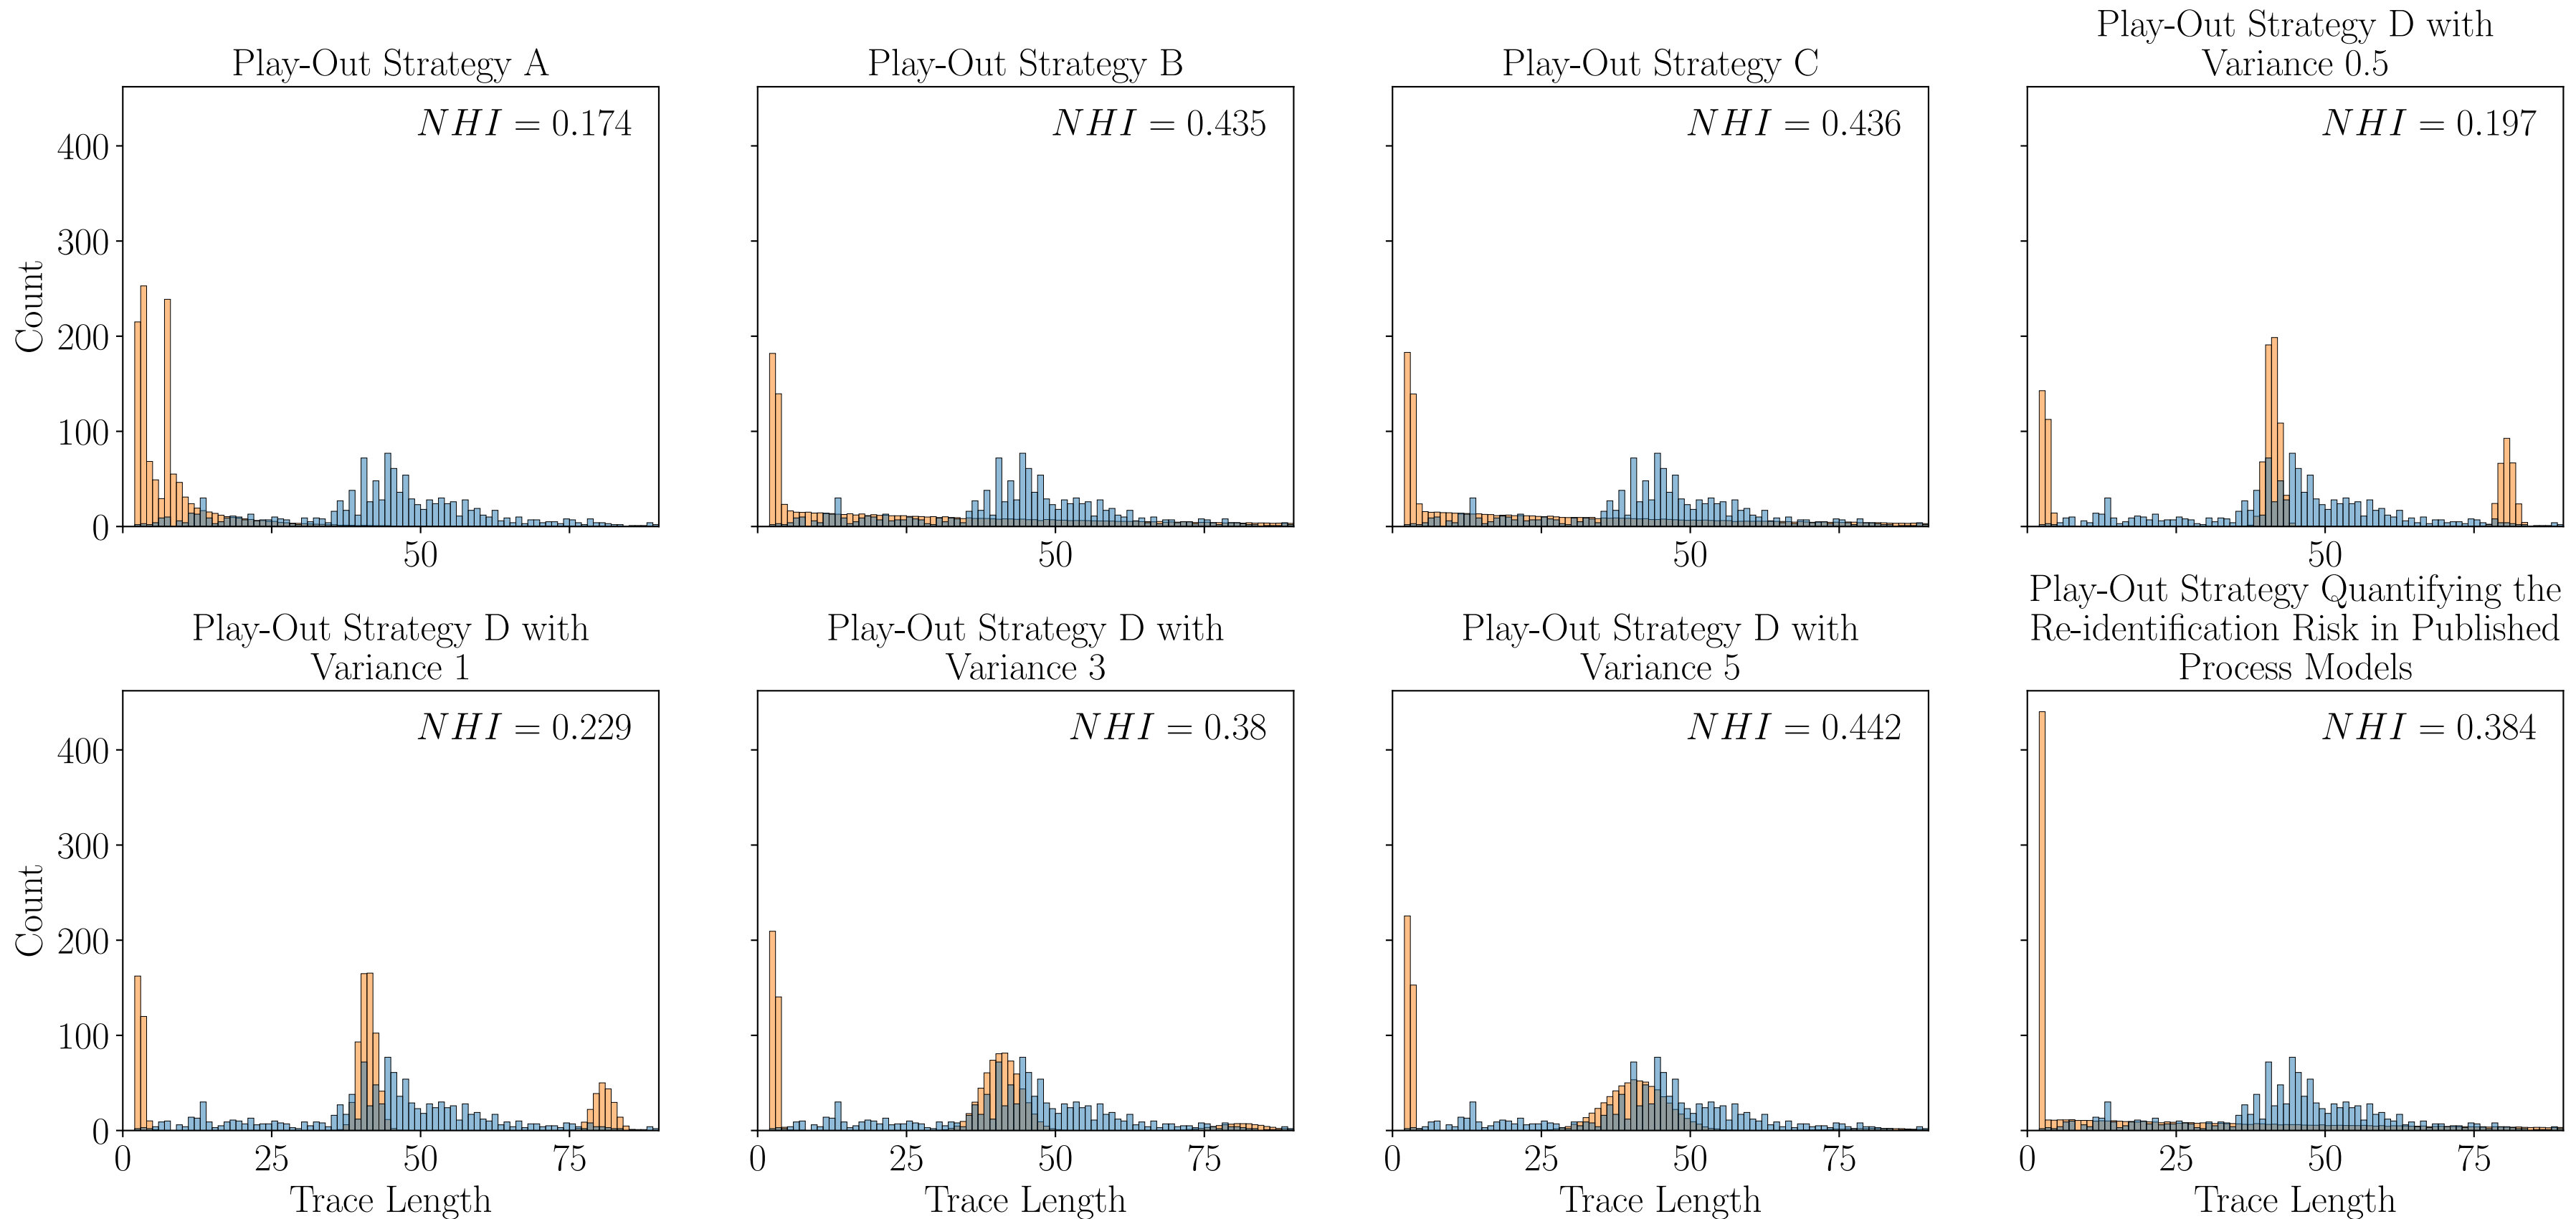 Play-Out Strategy A
NHI = 0.174
400
300
200
100
0
Count
50
Play-Out Strategy B
NHI = 0.435
50
Play-Out Strategy C
NHI = 0.436
50
Play-Out Strategy D with
Variance 0.5
NHI = 0.197
50
Play-Out Strategy D with
Variance 1
NHI = 0.229
400
300
200
100
0
Count
0 25 50 75
Trace Length
Play-Out Strategy D with
Variance 3
NHI = 0.38
0 25 50 75
Trace Length
Play-Out Strategy D with
Variance 5
NHI = 0.442
0 25 50 75
Trace Length
Play-Out Strategy Quantifying the
Re-identification Risk in Published
Process Models
NHI = 0.384
0 25 50 75
Trace Length